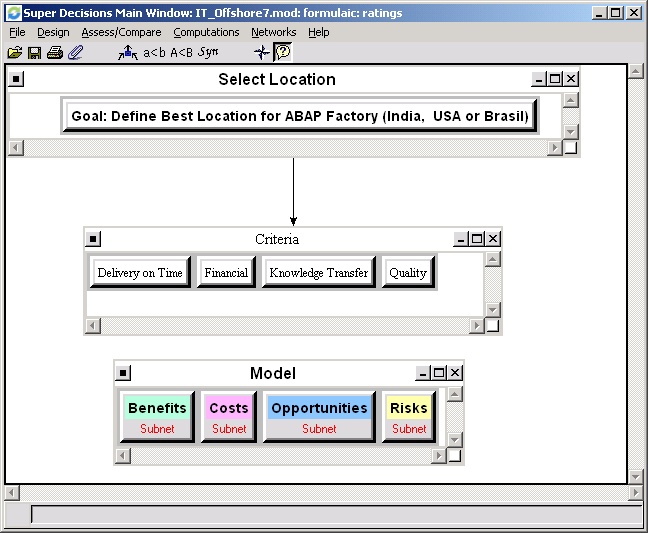 Super Decisions Main Window: IT_Offshore7.mod: formulaic: ratings
File Design Assess/Compare Computations Networks Help
a<b A<B Syn
Select Location
Goal: Define Best Location for ABAP Factory (India, USA or Brasil)
Criteria
Delivery on Time Financial Knowledge Transfer Quality
Model
Benefits Costs Opportunities Risks
Subnet Subnet Subnet Subnet